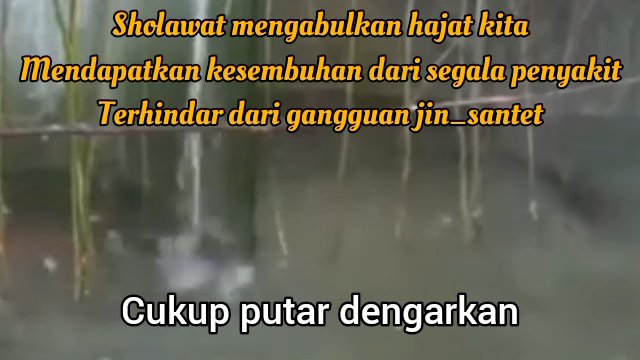 Sholawat mengabulkan hajat kita
Mendapatkan kesembuhan dari segala penyakit
Terhindar dari gangguan jin_santet
Cukup putar dengarkan